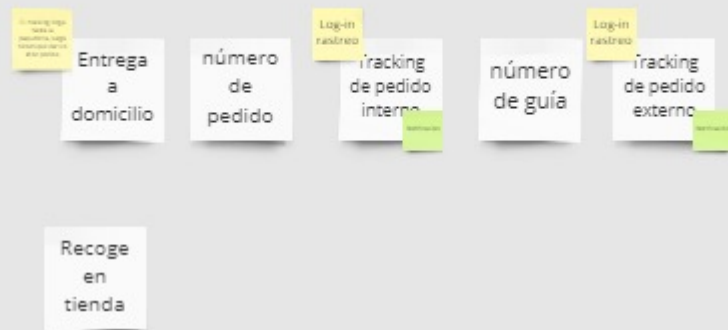 Entrega
a
domicilio
número
de
pedido
Log-in
rastreo
Tracking
de pedido
interno
número
de guía
Log-in
rastreo
Tracking
de pedido
externo
Recoge
en
tienda